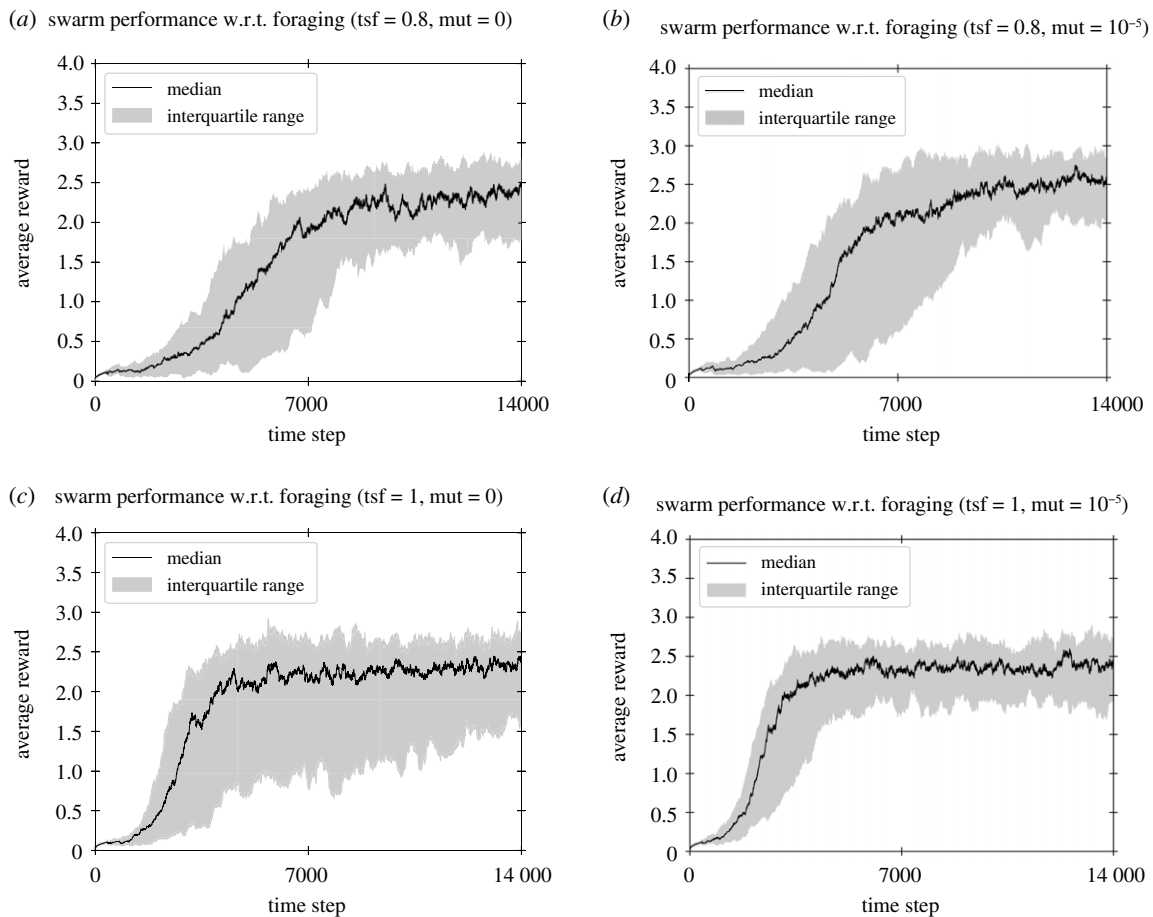 (a) swarm performance w.r.t. foraging (tsf = 0.8, mut = 0)
4.0
3.5
3.0
2.5
2.0
1.5
1.0
0.5
0
average reward
median
interquartile range
0 7000 14000
time step
(b) swarm performance w.r.t. foraging (tsf = 0.8, mut = 10⁻⁵)
4.0
3.5
3.0
2.5
2.0
1.5
1.0
0.5
0
average reward
median
interquartile range
0 7000 14000
time step
(c) swarm performance w.r.t. foraging (tsf = 1, mut = 0)
4.0
3.5
3.0
2.5
2.0
1.5
1.0
0.5
0
average reward
median
interquartile range
0 7000 14 000
time step
(d) swarm performance w.r.t. foraging (tsf = 1, mut = 10⁻⁵)
4.0
3.5
3.0
2.5
2.0
1.5
1.0
0.5
0
average reward
median
interquartile range
0 7000 14 000
time step